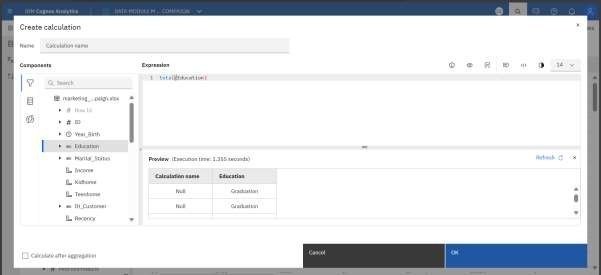 IBM Cognos Analytics
DATA MODULE M... CAMPAIGN
Create calculation
Name
Calculation name
Components
Expression
14
Search
1 total(Education)
marketing_...paign.xlsx
Row Id
ID
Year_Birth
Education
Marital_Status
Income
Kidhome
Teenhome
Dt_Customer
Recency
Preview (Execution time: 1.355 seconds)
Refresh
Calculation name Education
Null Graduation
Null Graduation
Calculate after aggregation
Cancel
OK